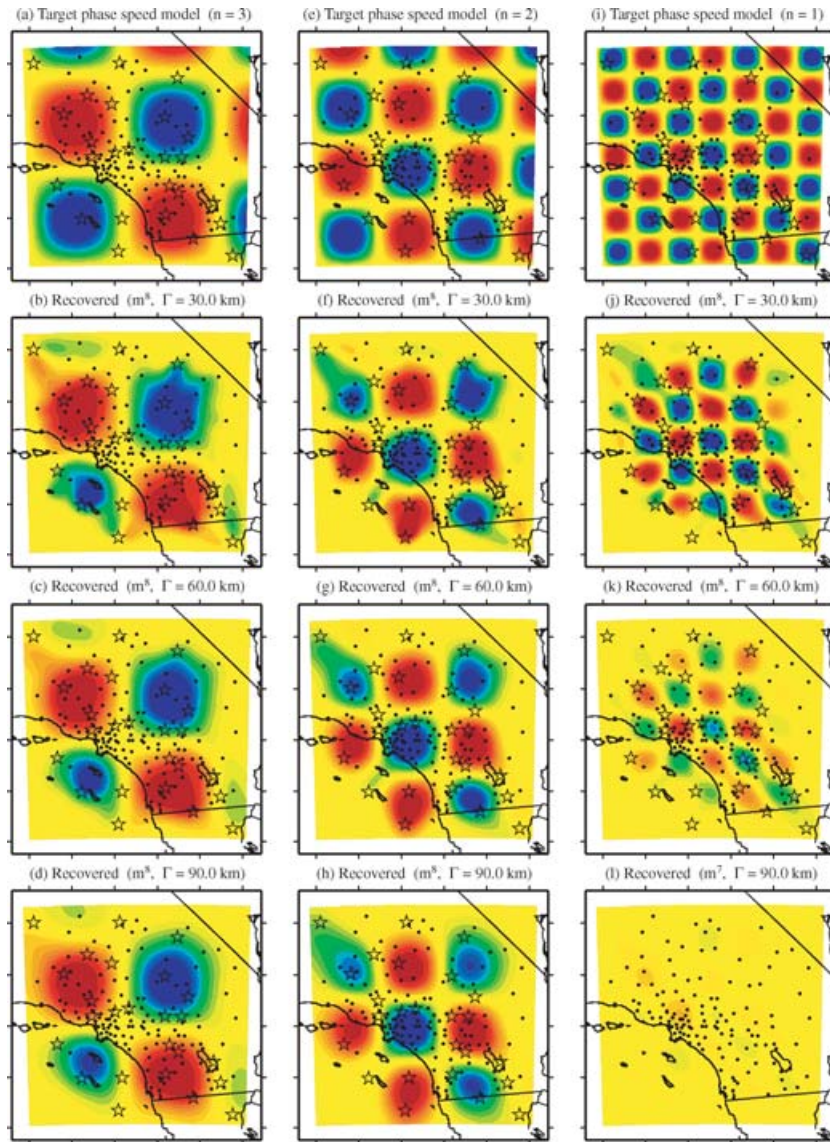 (a) Target phase speed model (n = 3)
(e) Target phase speed model (n = 2)
(i) Target phase speed model (n = 1)
(b) Recovered (m⁸, Γ = 30.0 km)
(f) Recovered (m⁸, Γ = 30.0 km)
(j) Recovered (m⁸, Γ = 30.0 km)
(c) Recovered (m⁸, Γ = 60.0 km)
(g) Recovered (m⁸, Γ = 60.0 km)
(k) Recovered (m⁸, Γ = 60.0 km)
(d) Recovered (m⁸, Γ = 90.0 km)
(h) Recovered (m⁸, Γ = 90.0 km)
(l) Recovered (m⁷, Γ = 90.0 km)